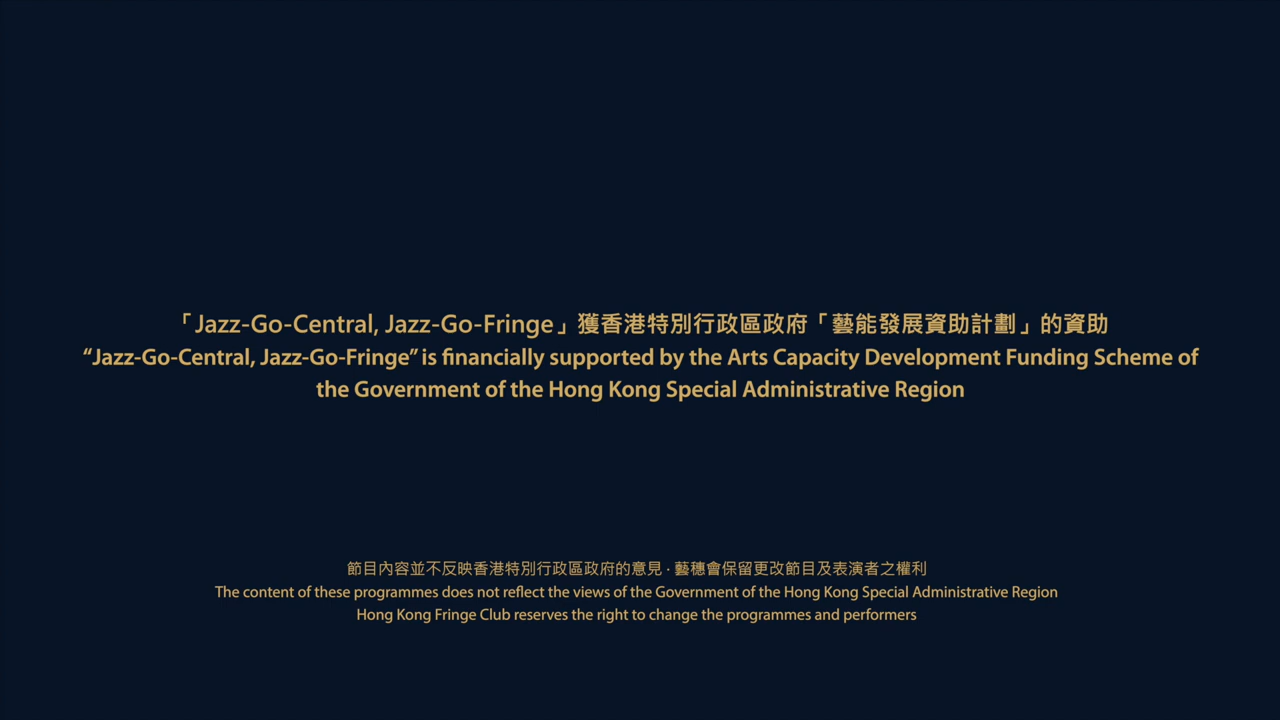 「Jazz-Go-Central, Jazz-Go-Fringe」獲香港特別行政區政府「藝能發展資助計劃」的資助
“Jazz-Go-Central, Jazz-Go-Fringe” is financially supported by the Arts Capacity Development Funding Scheme of
the Government of the Hong Kong Special Administrative Region
節目內容並不反映香港特別行政區政府的意見 · 藝穗會保留更改節目及表演者之權利
The content of these programmes does not reflect the views of the Government of the Hong Kong Special Administrative Region
Hong Kong Fringe Club reserves the right to change the programmes and performers